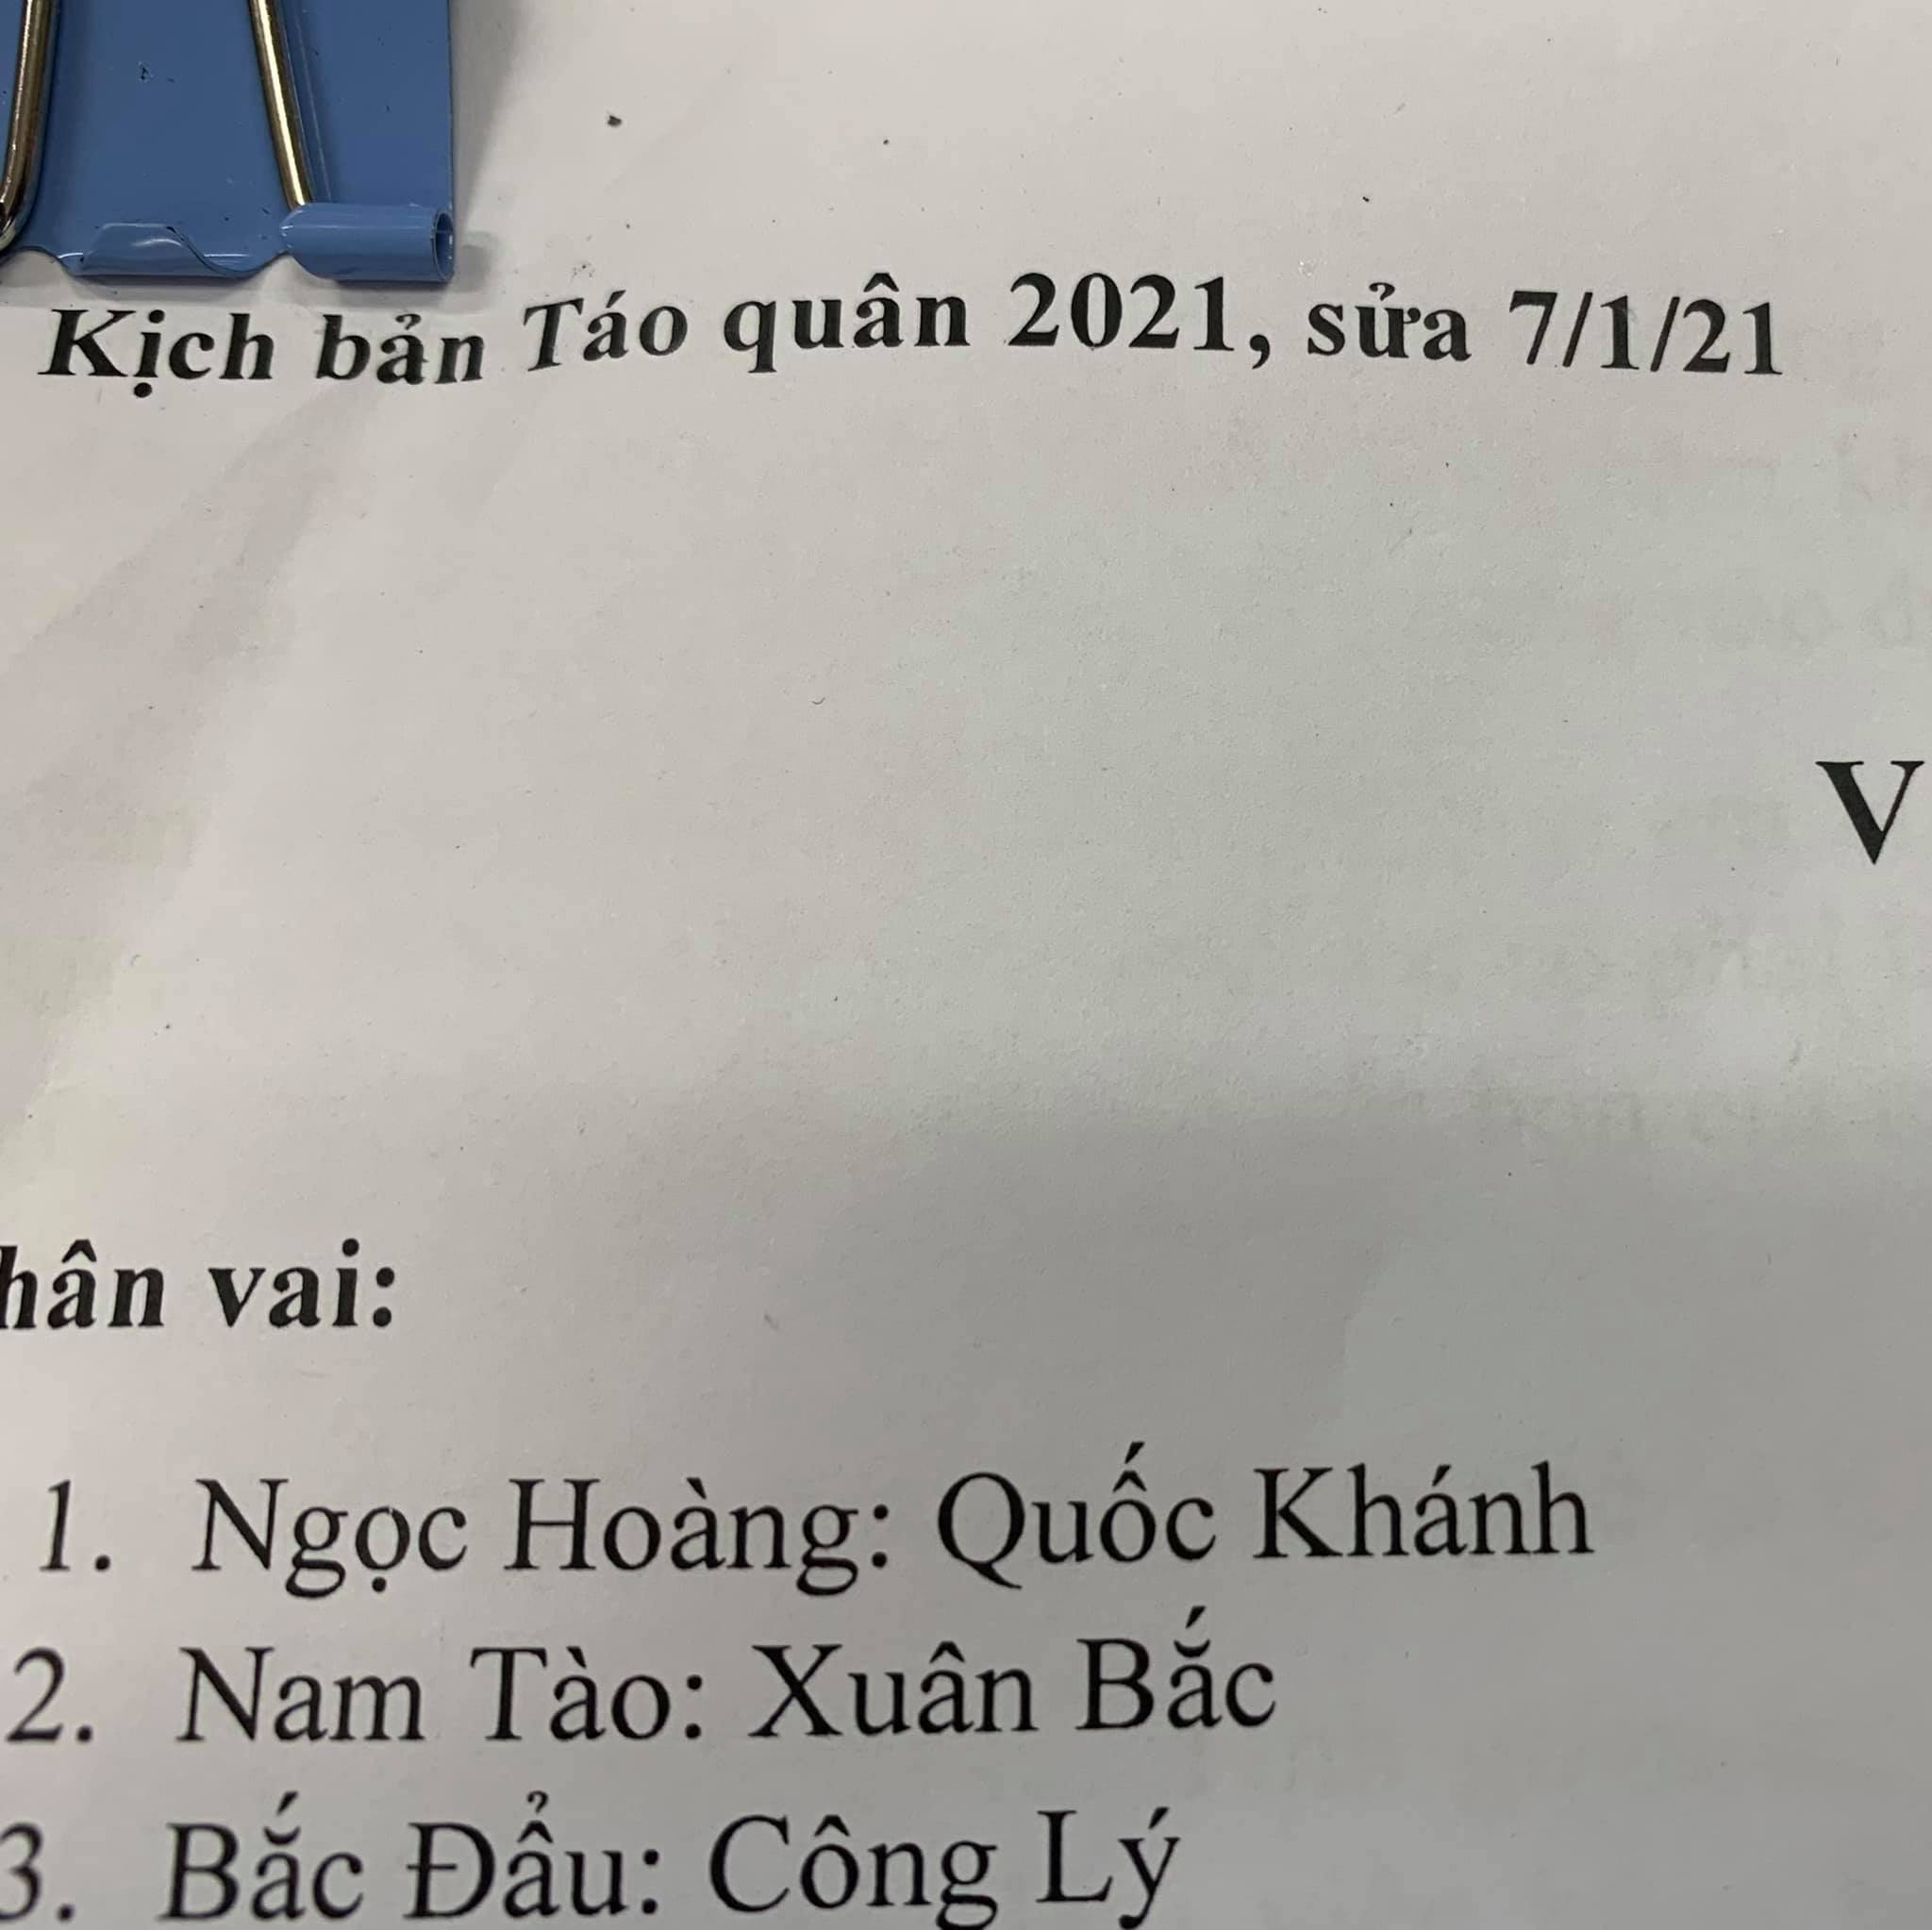 Kịch bản Táo quân 2021, sửa 7/1/21
V
hân vai:
1. Ngọc Hoàng: Quốc Khánh
2. Nam Tào: Xuân Bắc
3. Bắc Đẩu: Công Lý